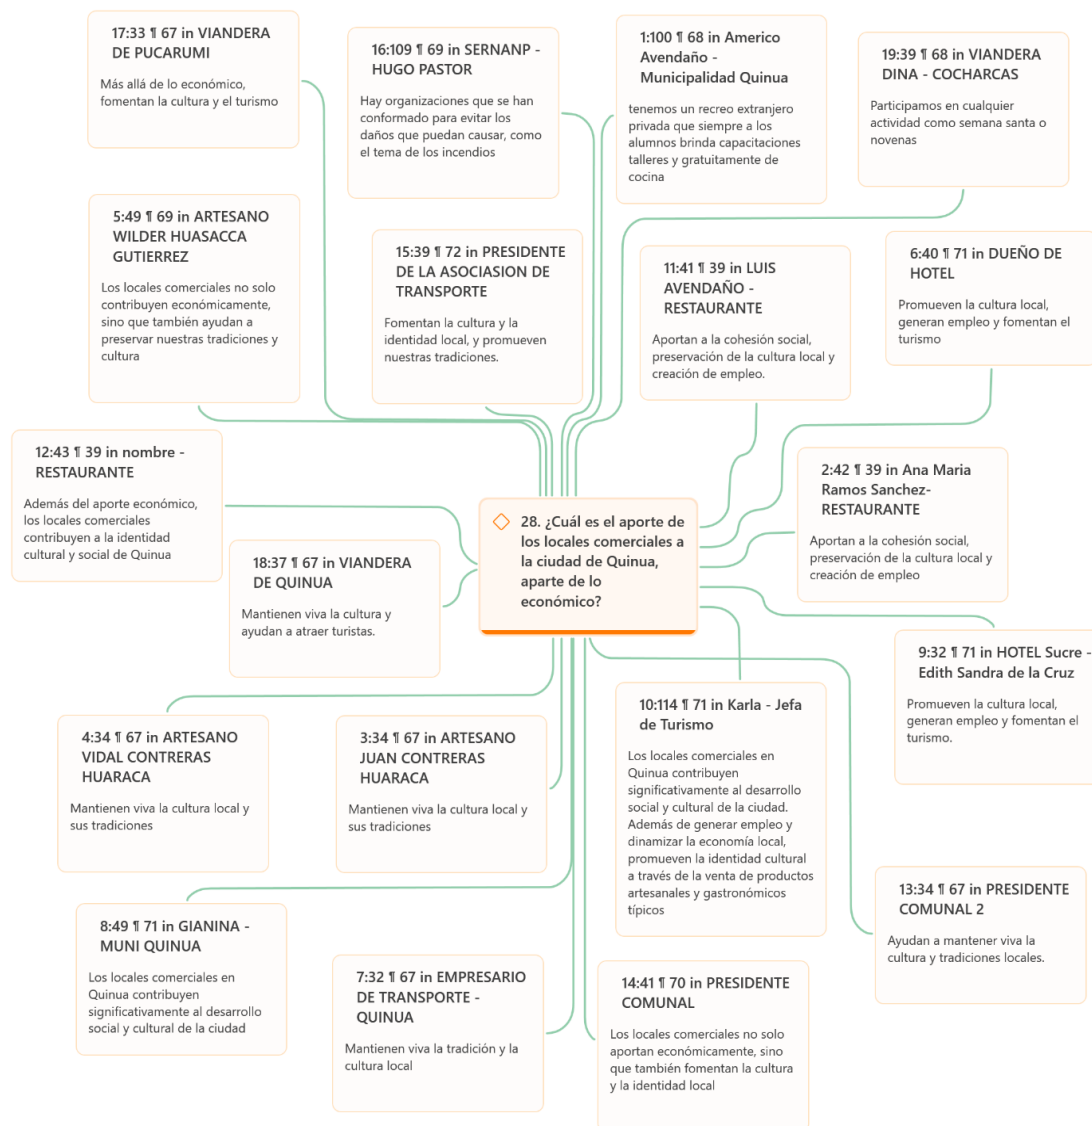 17:33 ¶ 67 in VIANDERA
DE PUCARUMI
Más allá de lo económico,
fomentan la cultura y el turismo
16:109 ¶ 69 in SERNANP -
HUGO PASTOR
Hay organizaciones que se han
conformado para evitar los
daños que puedan causar, como
el tema de los incendios
1:100 ¶ 68 in Americo
Avendaño -
Municipalidad Quinua
tenemos un recreo extranjero
privada que siempre a los
alumnos brinda capacitaciones
talleres y gratuitamente de
cocina
19:39 ¶ 68 in VIANDERA
DINA - COCHARCAS
Participamos en cualquier
actividad como semana santa o
novenas
5:49 ¶ 69 in ARTESANO
WILDER HUASACCA
GUTIERREZ
Los locales comerciales no solo
contribuyen económicamente,
sino que también ayudan a
preservar nuestras tradiciones y
cultura
15:39 ¶ 72 in PRESIDENTE
DE LA ASOCIASION DE
TRANSPORTE
Fomentan la cultura y la
identidad local, y promueven
nuestras tradiciones.
11:41 ¶ 39 in LUIS
AVENDAÑO -
RESTAURANTE
Aportan a la cohesión social,
preservación de la cultura local y
creación de empleo.
6:40 ¶ 71 in DUEÑO DE
HOTEL
Promueven la cultura local,
generan empleo y fomentan el
turismo
12:43 ¶ 39 in nombre -
RESTAURANTE
Además del aporte económico,
los locales comerciales
contribuyen a la identidad
cultural y social de Quinua
18:37 ¶ 67 in VIANDERA
DE QUINUA
Mantienen viva la cultura y
ayudan a atraer turistas.
28. ¿Cuál es el aporte de
los locales comerciales a
la ciudad de Quinua,
aparte de lo
económico?
2:42 ¶ 39 in Ana Maria
Ramos Sanchez-
RESTAURANTE
Aportan a la cohesión social,
preservación de la cultura local y
creación de empleo
9:32 ¶ 71 in HOTEL Sucre -
Edith Sandra de la Cruz
Promueven la cultura local,
generan empleo y fomentan el
turismo.
4:34 ¶ 67 in ARTESANO
VIDAL CONTRERAS
HUARACA
Mantienen viva la cultura local y
sus tradiciones
3:34 ¶ 67 in ARTESANO
JUAN CONTRERAS
HUARACA
Mantienen viva la cultura local y
sus tradiciones
10:114 ¶ 71 in Karla - Jefa
de Turismo
Los locales comerciales en
Quinua contribuyen
significativamente al desarrollo
social y cultural de la ciudad.
Además de generar empleo y
dinamizar la economía local,
promueven la identidad cultural
a través de la venta de productos
artesanales y gastronómicos
típicos
13:34 ¶ 67 in PRESIDENTE
COMUNAL 2
Ayudan a mantener viva la
cultura y tradiciones locales.
8:49 ¶ 71 in GIANINA -
MUNI QUINUA
Los locales comerciales en
Quinua contribuyen
significativamente al desarrollo
social y cultural de la ciudad
7:32 ¶ 67 in EMPRESARIO
DE TRANSPORTE -
QUINUA
Mantienen viva la tradición y la
cultura local
14:41 ¶ 70 in PRESIDENTE
COMUNAL
Los locales comerciales no solo
aportan económicamente, sino
que también fomentan la cultura
y la identidad local